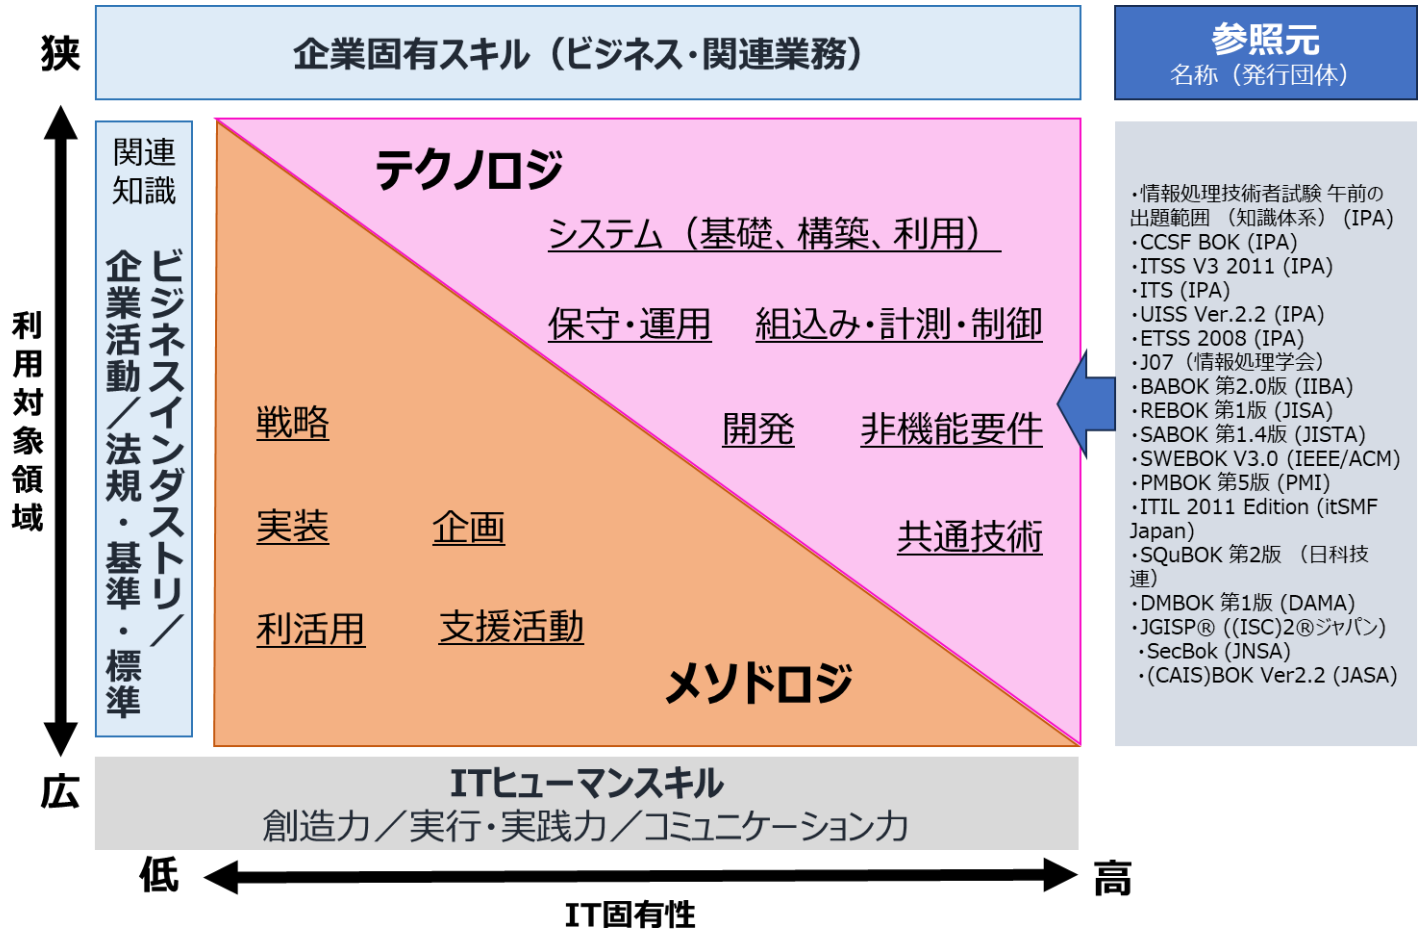 狭
企業固有スキル（ビジネス・関連業務）
参照元
名称（発行団体）
関連
知識
ビジネスインダストリ／
企業活動／法規・基準・標準
利用対象領域
テクノロジ
システム（基礎、構築、利用）
保守・運用
組込み・計測・制御
開発
非機能要件
共通技術
戦略
実装
企画
利活用
支援活動
メソドロジ
・情報処理技術者試験 午前の
出題範囲 （知識体系） (IPA)
・CCSF BOK (IPA)
・ITSS V3 2011 (IPA)
・ITS (IPA)
・UISS Ver.2.2 (IPA)
・ETSS 2008 (IPA)
・J07（情報処理学会）
・BABOK 第2.0版 (IIBA)
・REBOK 第1版 (JISA)
・SABOK 第1.4版 (JISTA)
・SWEBOK V3.0 (IEEE/ACM)
・PMBOK 第5版 (PMI)
・ITIL 2011 Edition (itSMF
Japan)
・SQuBOK 第2版 （日科技
連）
・DMBOK 第1版 (DAMA)
・JGISP® ((ISC)2®ジャパン)
・SecBok (JNSA)
・(CAIS)BOK Ver2.2 (JASA)
広
ITヒューマンスキル
創造力／実行・実践力／コミュニケーション力
低
高
IT固有性